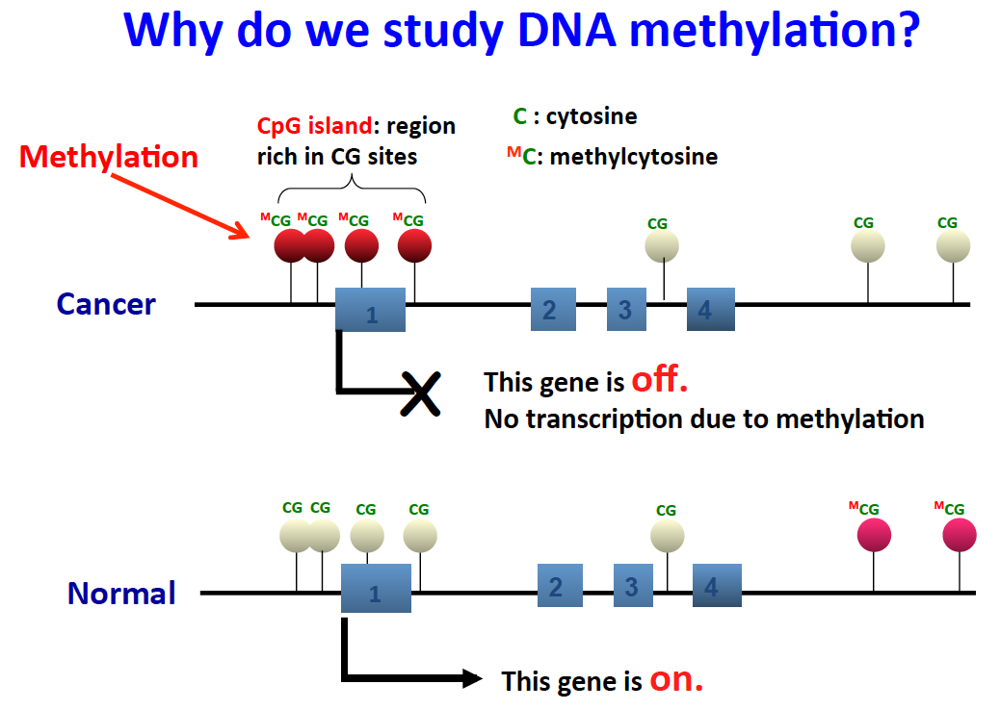 Why do we study DNA methylation?
CpG island: region
rich in CG sites
C : cytosine
MC: methylcytosine
Methylation
MCG MCG MCG MCG CG CG CG
Cancer
1 2 3 4
This gene is off.
No transcription due to methylation
CG CG CG CG CG MCG MCG
Normal
1 2 3 4
This gene is on.